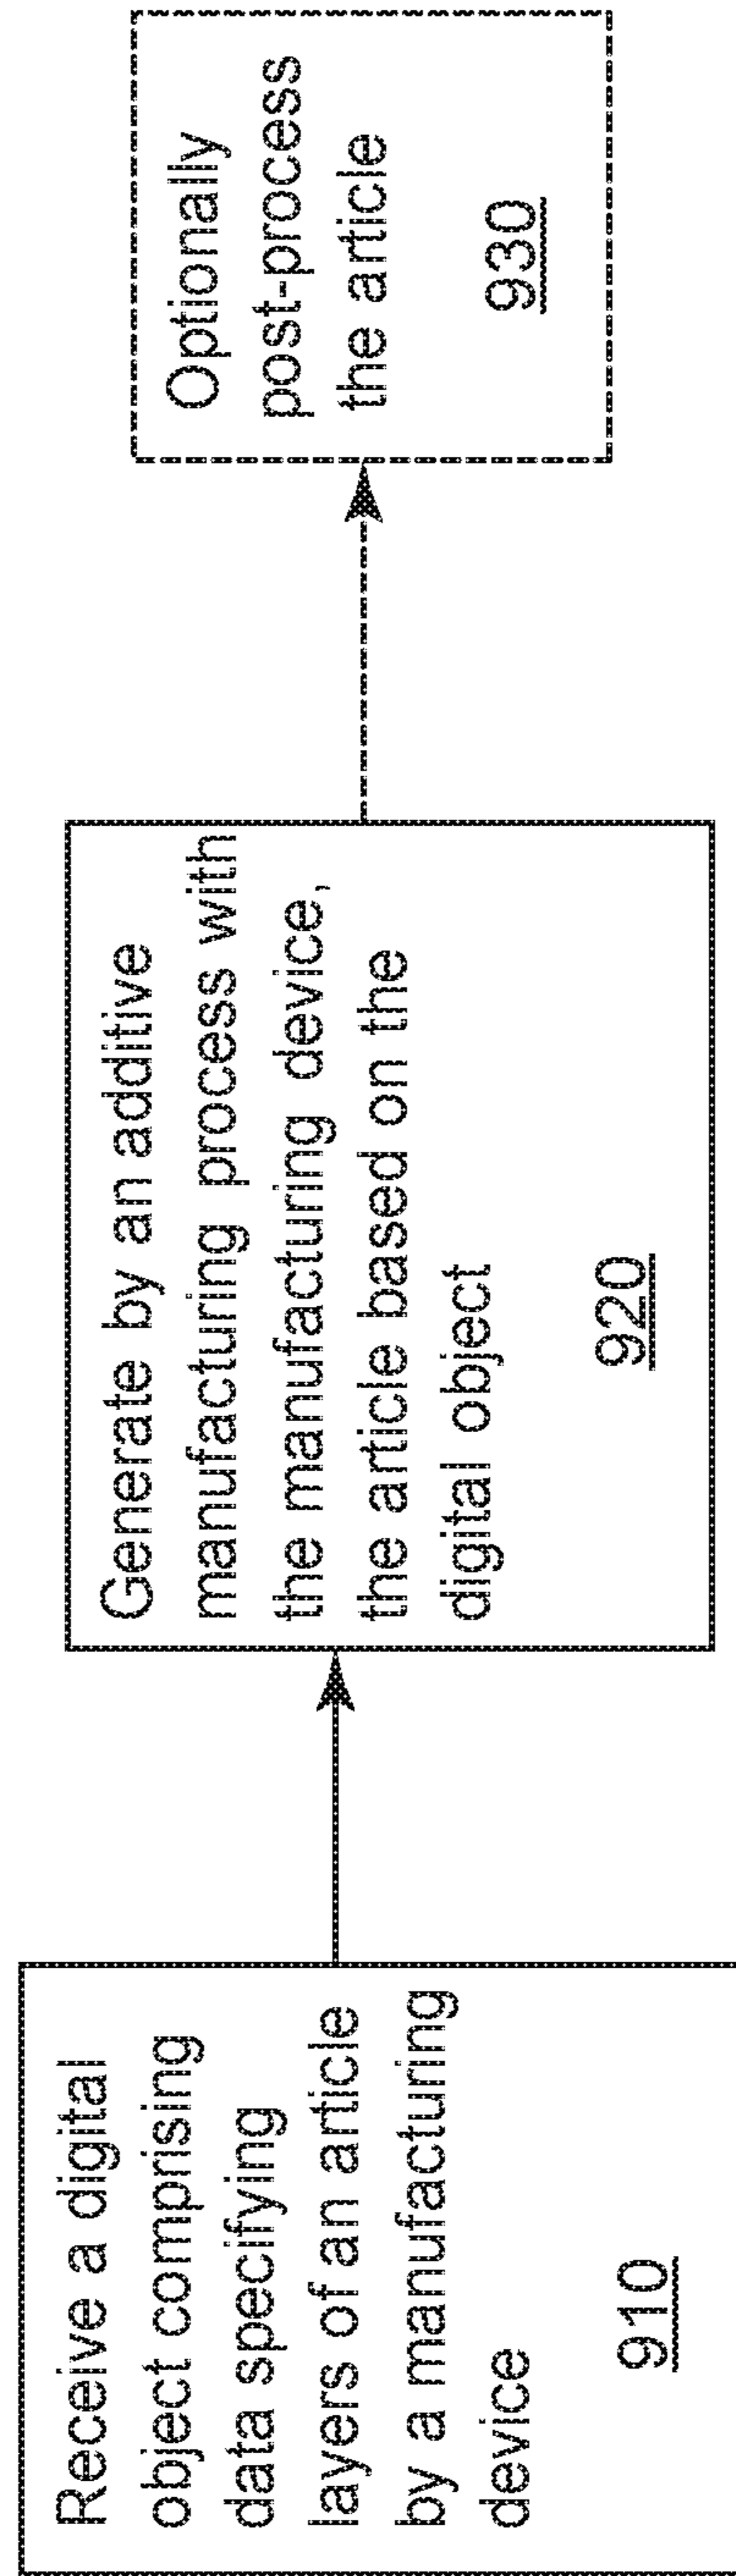 Receive a digital
object comprising
data specifying
layers of an article
by a manufacturing
device
910
Generate by an additive
manufacturing process with
the manufacturing device,
the article based on the
digital object
920
Optionally
post-process
the article
930